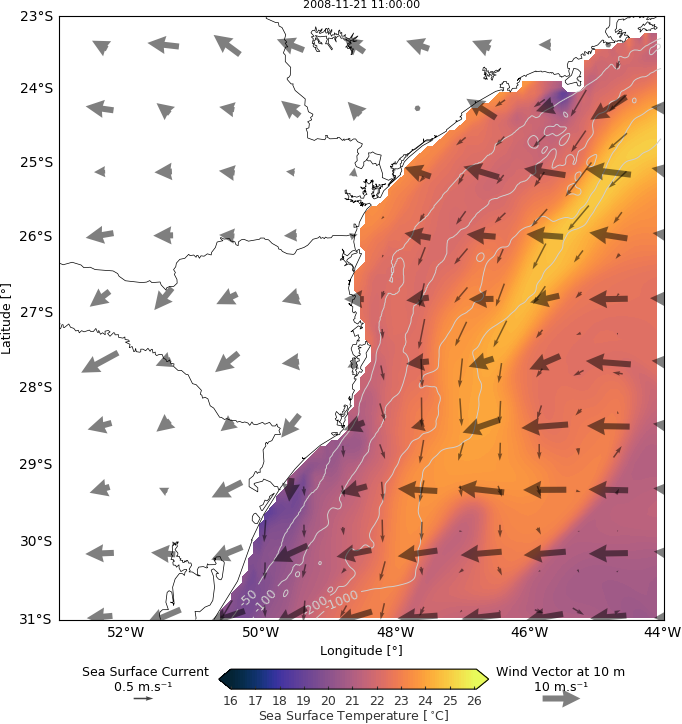 2008-11-21 11:00:00
23°S
24°S
25°S
26°S
27°S
28°S
29°S
30°S
31°S
Latitude [°]
-50
-100
-200
-1000
52°W
50°W
48°W
46°W
44°W
Longitude [°]
Sea Surface Current
0.5 m.s⁻¹
Wind Vector at 10 m
10 m.s⁻¹
16 17 18 19 20 21 22 23 24 25 26
Sea Surface Temperature [°C]